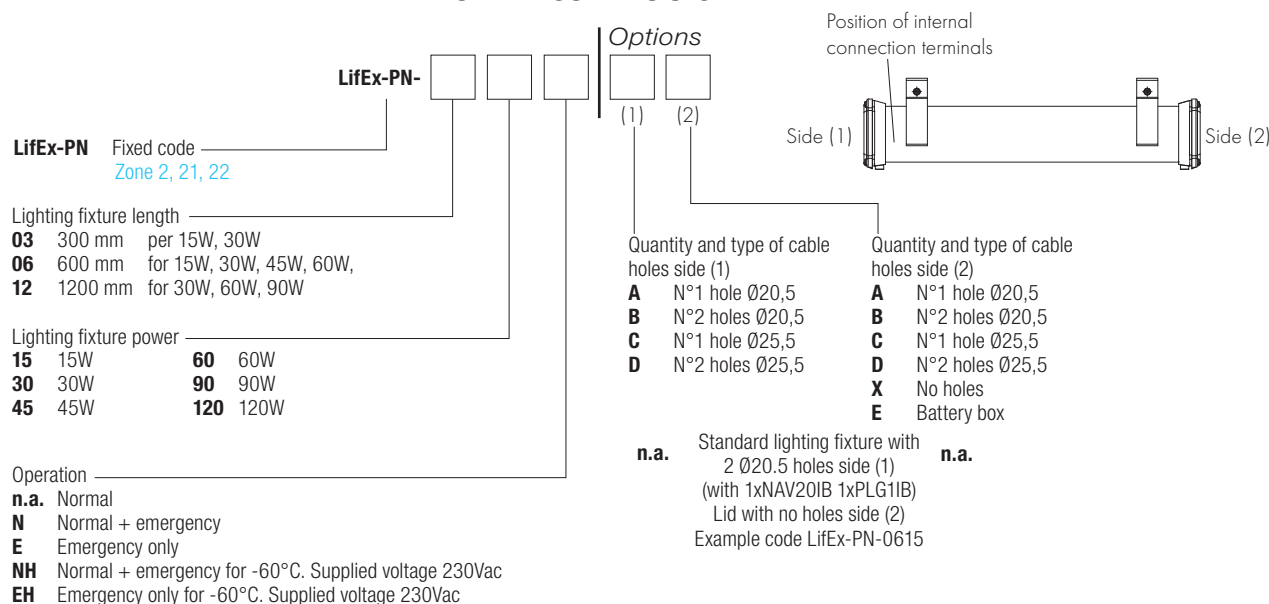 Options
Position of internal
connection terminals
LifEx-PN-
(1) (2)
Side (1)
Side (2)
LifEx-PN Fixed code
Zone 2, 21, 22
Lighting fixture length
03 300 mm per 15W, 30W
06 600 mm for 15W, 30W, 45W, 60W,
12 1200 mm for 30W, 60W, 90W
Lighting fixture power
15 15W 60 60W
30 30W 90 90W
45 45W 120 120W
Operation
n.a. Normal
N Normal + emergency
E Emergency only
NH Normal + emergency for -60°C. Supplied voltage 230Vac
EH Emergency only for -60°C. Supplied voltage 230Vac
Quantity and type of cable
holes side (1)
A N°1 hole Ø20,5
B N°2 holes Ø20,5
C N°1 hole Ø25,5
D N°2 holes Ø25,5
Quantity and type of cable
holes side (2)
A N°1 hole Ø20,5
B N°2 holes Ø20,5
C N°1 hole Ø25,5
D N°2 holes Ø25,5
X No holes
E Battery box
n.a. Standard lighting fixture with n.a.
2 Ø20.5 holes side (1)
(with 1xNAV20IB 1xPLG1IB)
Lid with no holes side (2)
Example code LifEx-PN-0615